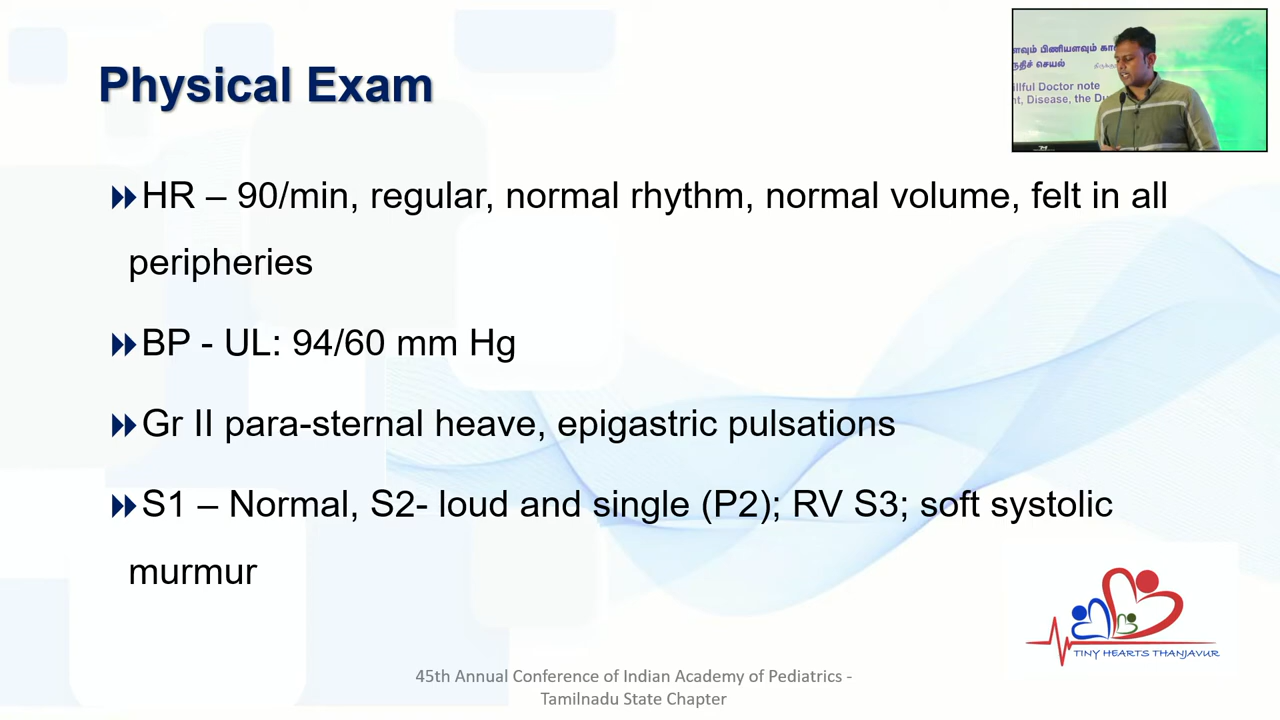 Physical Exam
HR – 90/min, regular, normal rhythm, normal volume, felt in all
peripheries
BP - UL: 94/60 mm Hg
Gr II para-sternal heave, epigastric pulsations
S1 – Normal, S2- loud and single (P2); RV S3; soft systolic
murmur
பிணியளவும்
செயல்
Doctor note
Disease, the
TINY HEARTS THANJAVUR
45th Annual Conference of Indian Academy of Pediatrics -
Tamilnadu State Chapter